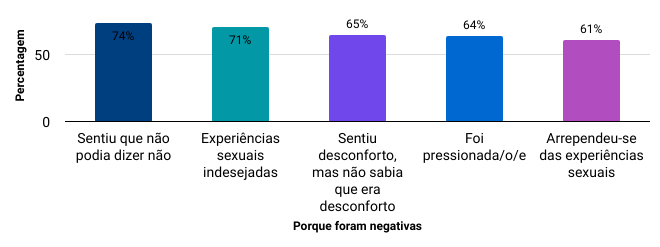 Percentagem
50
0
74%
71%
65%
64%
61%
Sentiu que não
podia dizer não
Experiências
sexuais
indesejadas
Sentiu
desconforto,
mas não sabia
que era
desconforto
Foi
pressionada/o/e
Arrependeu-se
das experiências
sexuais
Porque foram negativas